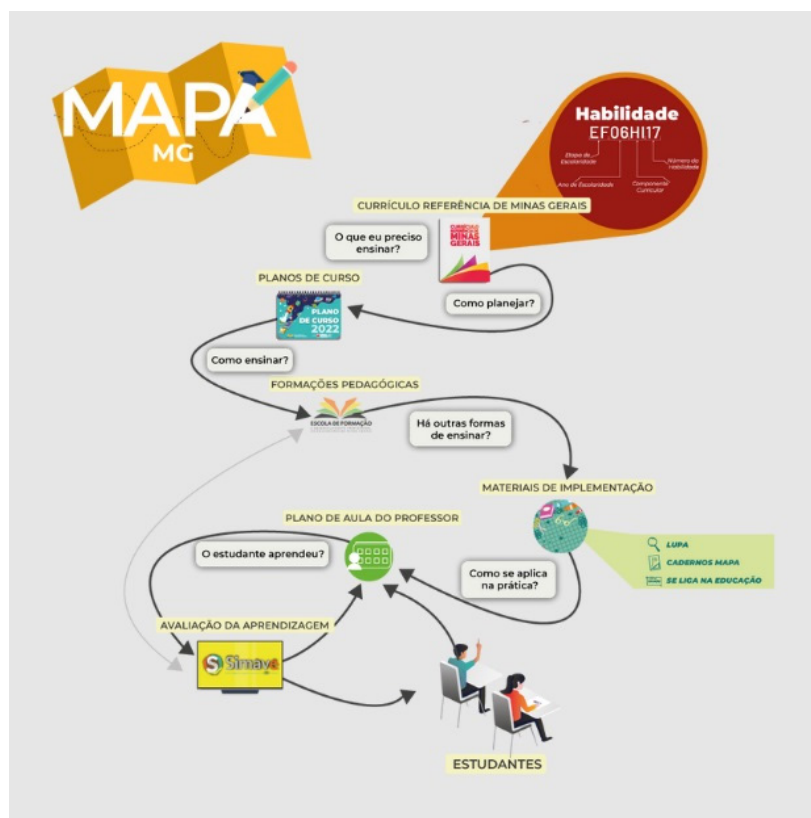 MAPA
MG
Habilidade
EF06HI17
Etapa de
Escolaridade
Número da
Habilidade
Ano de Escolaridade
Componente
Curricular
CURRÍCULO REFERÊNCIA DE MINAS GERAIS
O que eu preciso
ensinar?
MINAS
GERAIS
Como planejar?
PLANOS DE CURSO
PLANO
DE CURSO
2022
Como ensinar?
FORMAÇÕES PEDAGÓGICAS
ESCOLA DE FORMAÇÃO
Há outras formas
de ensinar?
MATERIAIS DE IMPLEMENTAÇÃO
LUPA
CADERNOS MAPA
SE LIGA NA EDUCAÇÃO
PLANO DE AULA DO PROFESSOR
O estudante aprendeu?
Como se aplica
na prática?
AVALIAÇÃO DA APRENDIZAGEM
Simave
ESTUDANTES